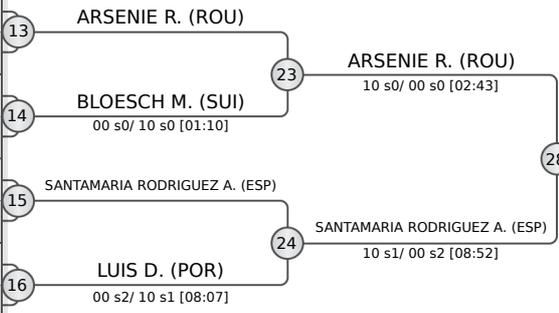 13
ARSENIE R. (ROU)
23
ARSENIE R. (ROU)
10 s0/ 00 s0 [02:43]
14
BLOESCH M. (SUI)
00 s0/ 10 s0 [01:10]
28
15
SANTAMARIA RODRIGUEZ A. (ESP)
24
SANTAMARIA RODRIGUEZ A. (ESP)
10 s1/ 00 s2 [08:52]
16
LUIS D. (POR)
00 s2/ 10 s1 [08:07]